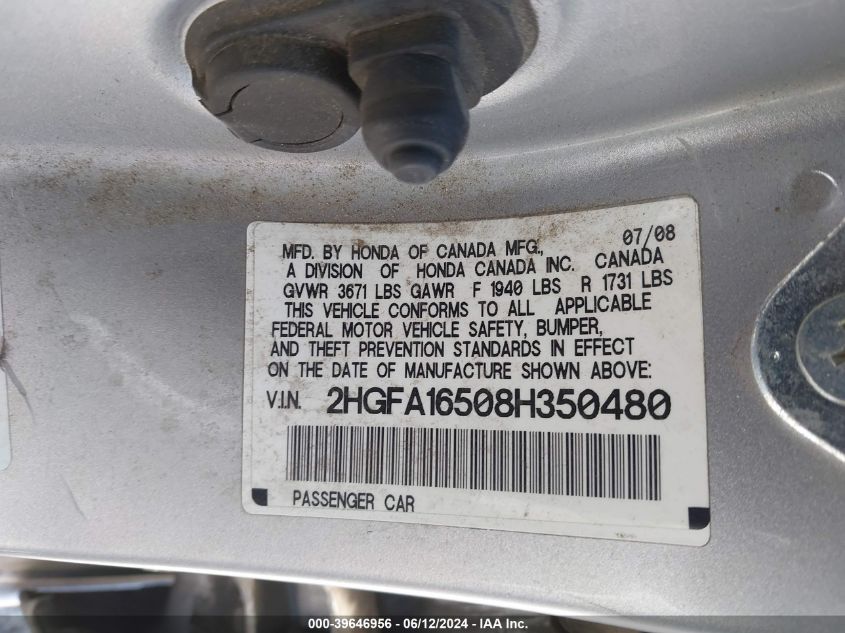 07/08
MFD. BY HONDA OF CANADA MFG.,
A DIVISION OF HONDA CANADA INC. CANADA
GVWR 3671 LBS GAWR F 1940 LBS R 1731 LBS
THIS VEHICLE CONFORMS TO ALL APPLICABLE
FEDERAL MOTOR VEHICLE SAFETY, BUMPER,
AND THEFT PREVENTION STANDARDS IN EFFECT
ON THE DATE OF MANUFACTURE SHOWN ABOVE:
V.I.N. 2HGFA16508H350480
PASSENGER CAR
000-39646956 - 06/12/2024 - IAA Inc.